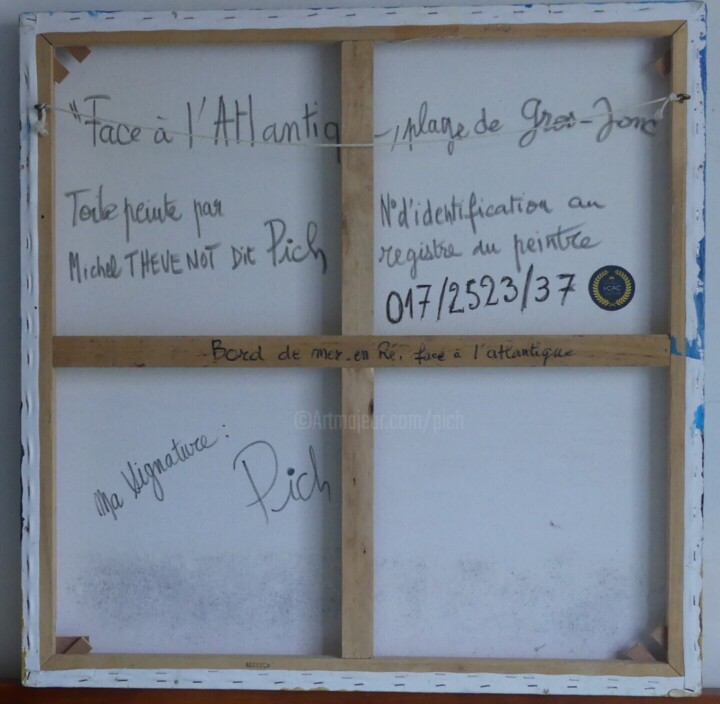 "Face à l'Atlantiq -, plage de Gros-Jonc
Toile peinte par
Michel THEVENOT Dit Pich
N° d'identification au
registre du peintre
017/2523/37
I-CAC
Bord de mer en Ré, face à l'atlantique
©Artmajeur.com/pich
Ma Signature:
Pich